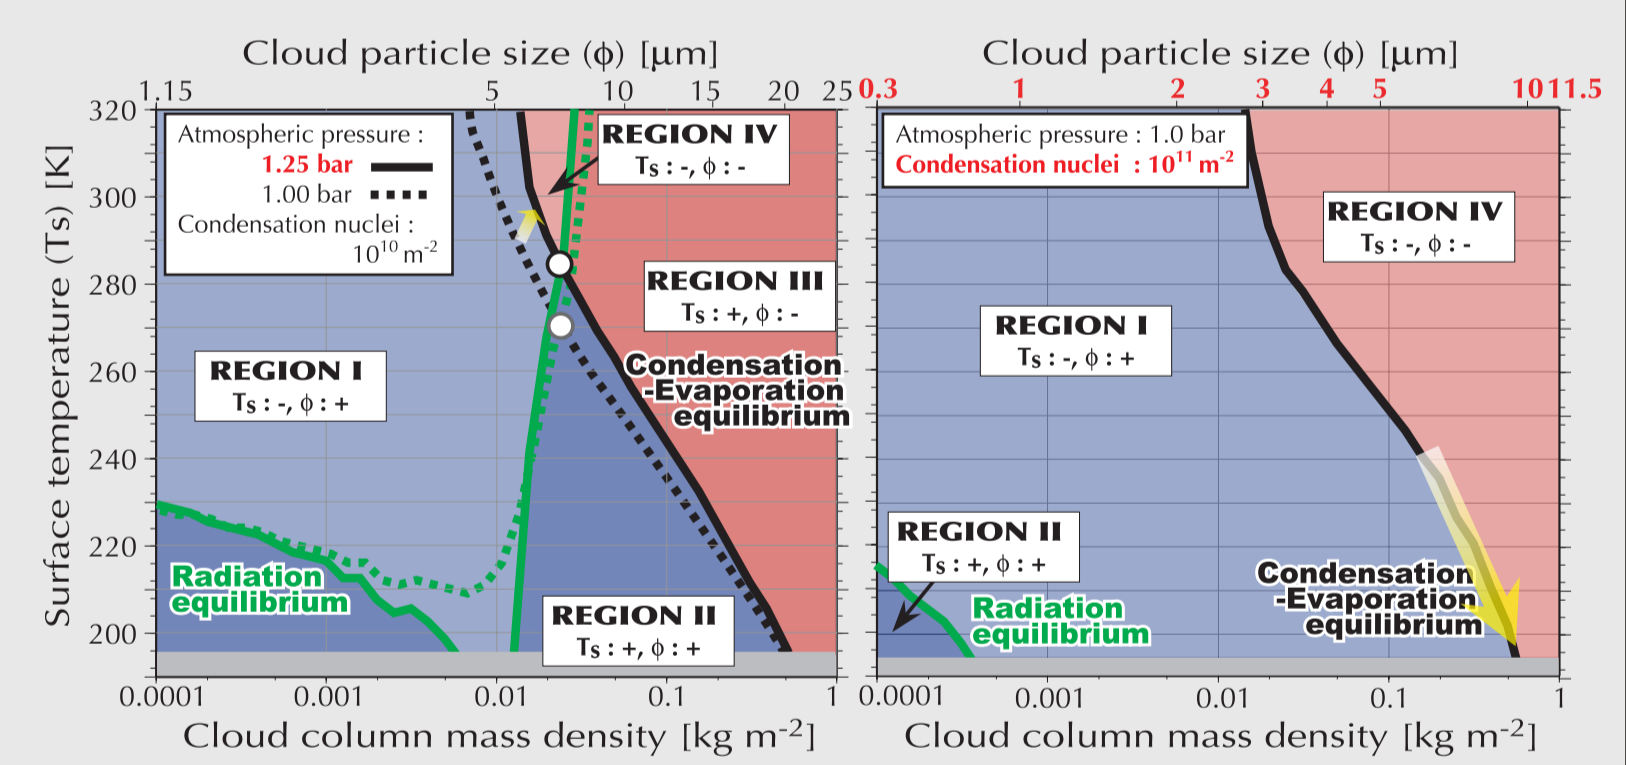 Cloud particle size (ϕ) [μm]
1.15 5 10 15 20 25
320
300
280
260
240
220
200
Surface temperature (Ts) [K]
Atmospheric pressure :
1.25 bar
1.00 bar
Condensation nuclei :
10¹⁰ m⁻²
REGION IV
Ts : -, ϕ : -
REGION III
Ts : +, ϕ : -
REGION I
Ts : -, ϕ : +
Condensation
-Evaporation
equilibrium
Radiation
equilibrium
REGION II
Ts : +, ϕ : +
0.0001 0.001 0.01 0.1 1
Cloud column mass density [kg m⁻²]
Cloud particle size (ϕ) [μm]
0.3 1 2 3 4 5 10 11.5
Atmospheric pressure : 1.0 bar
Condensation nuclei : 10¹¹ m⁻²
REGION IV
Ts : -, ϕ : -
REGION I
Ts : -, ϕ : +
REGION II
Ts : +, ϕ : +
Radiation
equilibrium
Condensation
-Evaporation
equilibrium
0.0001 0.001 0.01 0.1 1
Cloud column mass density [kg m⁻²]